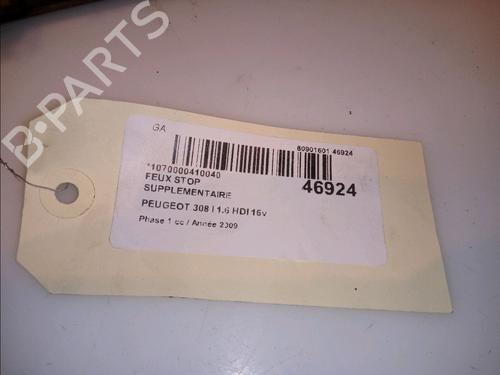 B-PARTS
GA
80901601 46924
*1070000410040
46924
FEUX STOP
SUPPLEMENTAIRE
PEUGEOT 308 I 1.6 HDI 16v
Phase 1 cc / Année 2009